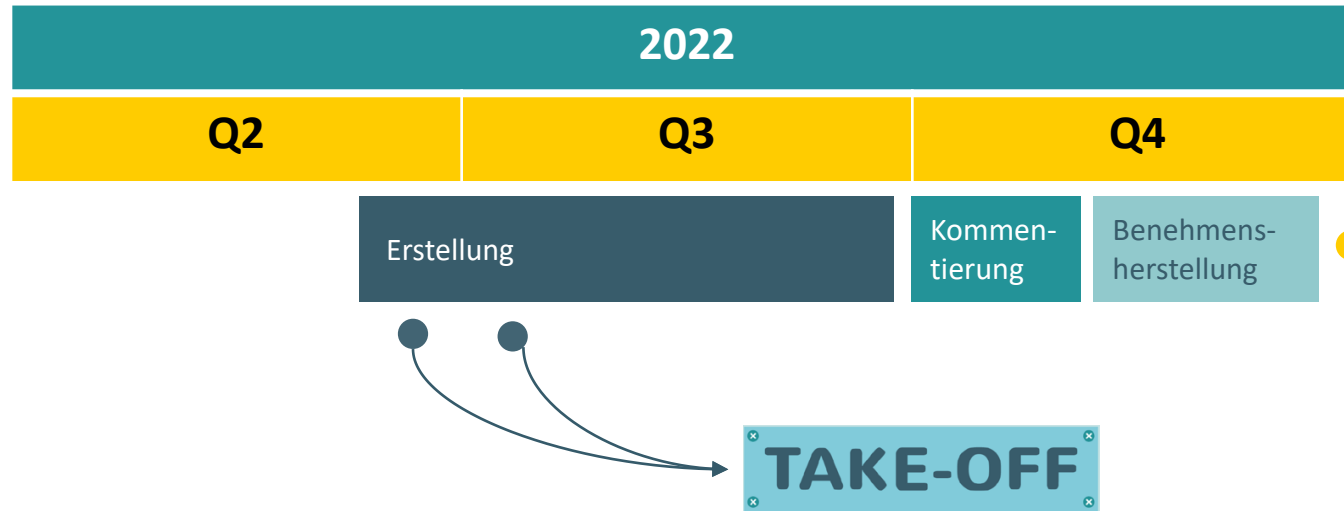 2022
Q2 Q3 Q4
Erstellung
Kommen-
tierung
Benehmens-
herstellung
TAKE-OFF